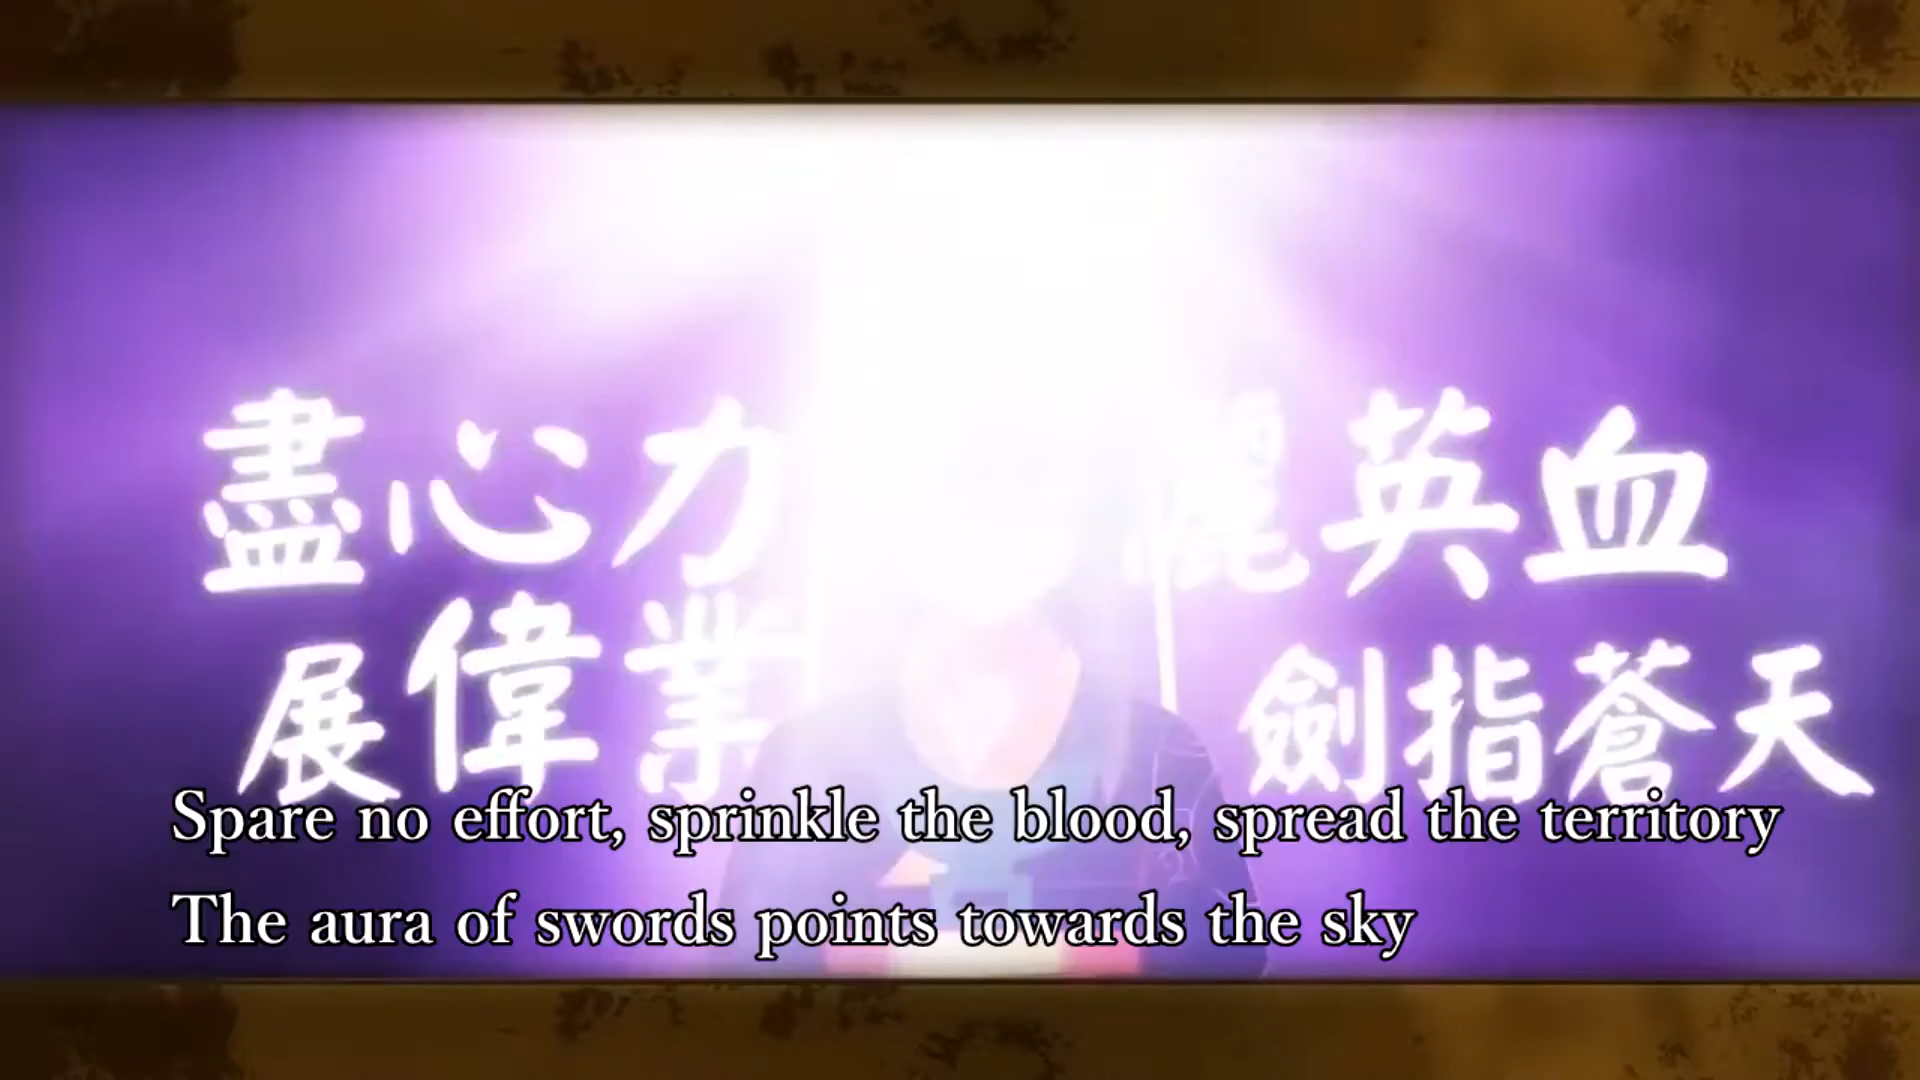 盡心力
灑英血
展偉業
劍指蒼天
Spare no effort, sprinkle the blood, spread the territory
The aura of swords points towards the sky